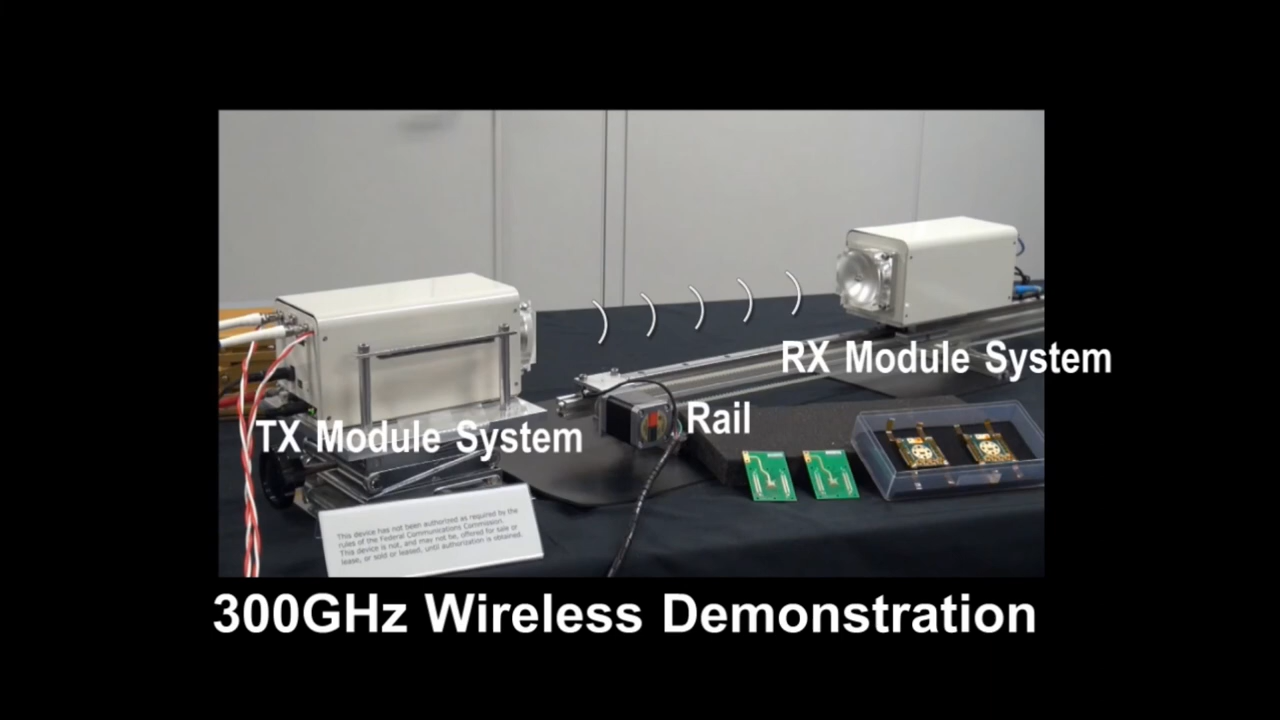 RX Module System
Rail
TX Module System
This device has not been authorized as required by the
rules of the Federal Communications Commission.
This device is not, and may not be, offered for sale or
lease, or sold or leased, until authorization is obtained.
300GHz Wireless Demonstration